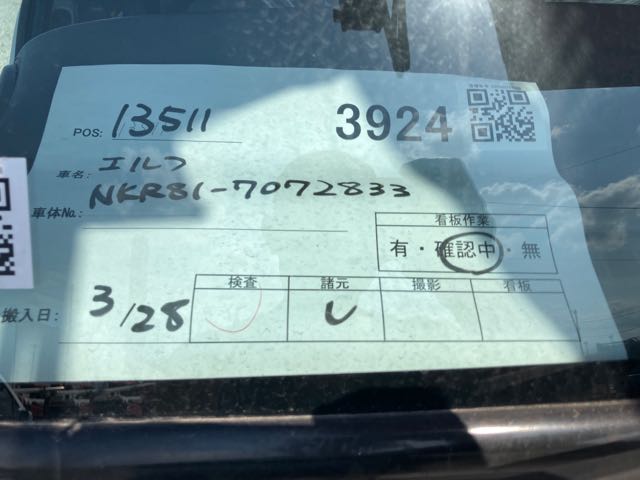 POS: 13511
3924
車名: エルフ
車体No.: NKR81-7072833
看板作業
有・確認中・無
検査 諸元 撮影 看板
搬入日: 3/28